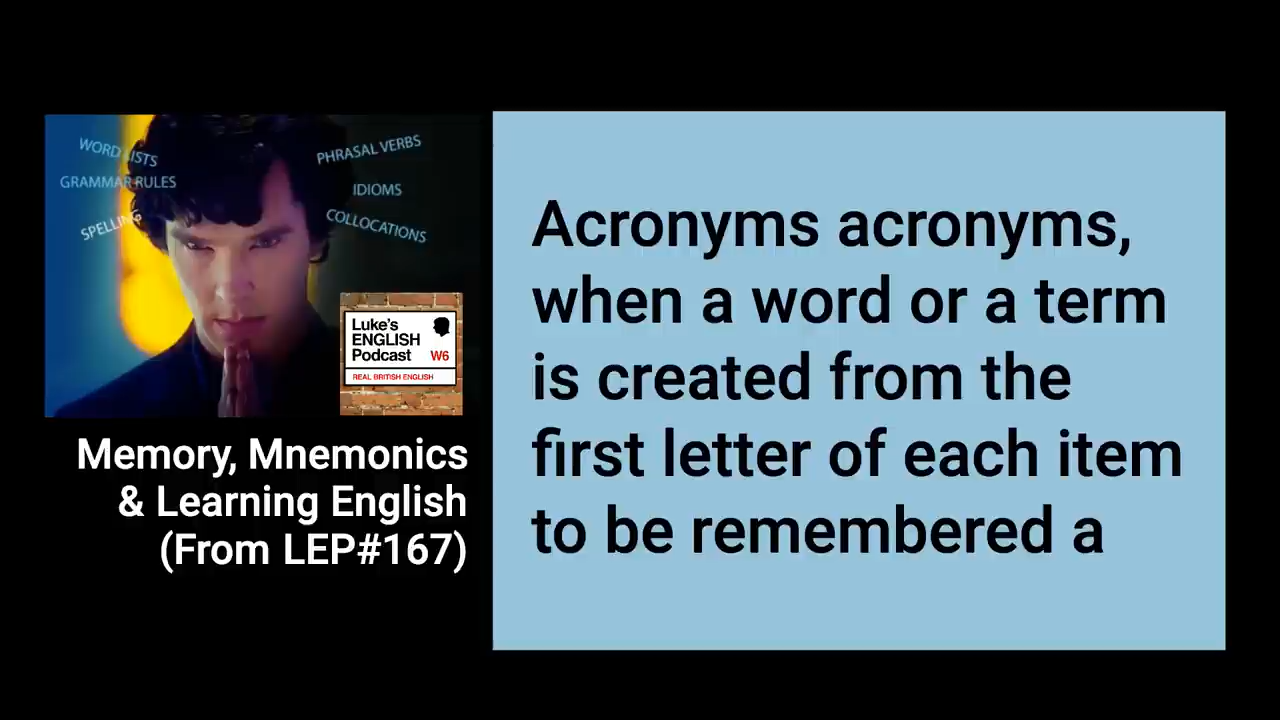 WORD LISTS
GRAMMAR RULES
SPELLING
PHRASAL VERBS
IDIOMS
COLLOCATIONS
Luke's
ENGLISH
Podcast
W6
REAL BRITISH ENGLISH
Memory, Mnemonics
& Learning English
(From LEP#167)
Acronyms acronyms,
when a word or a term
is created from the
first letter of each item
to be remembered a